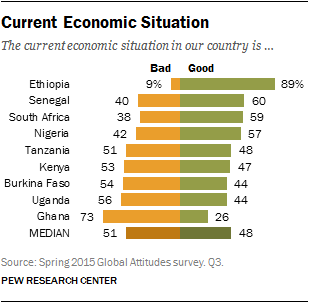 Current Economic Situation
The current economic situation in our country is ...
Bad Good
Ethiopia 9% 89%
Senegal 40 60
South Africa 38 59
Nigeria 42 57
Tanzania 51 48
Kenya 53 47
Burkina Faso 54 44
Uganda 56 44
Ghana 73 26
MEDIAN 51 48
Source: Spring 2015 Global Attitudes survey. Q3.
PEW RESEARCH CENTER